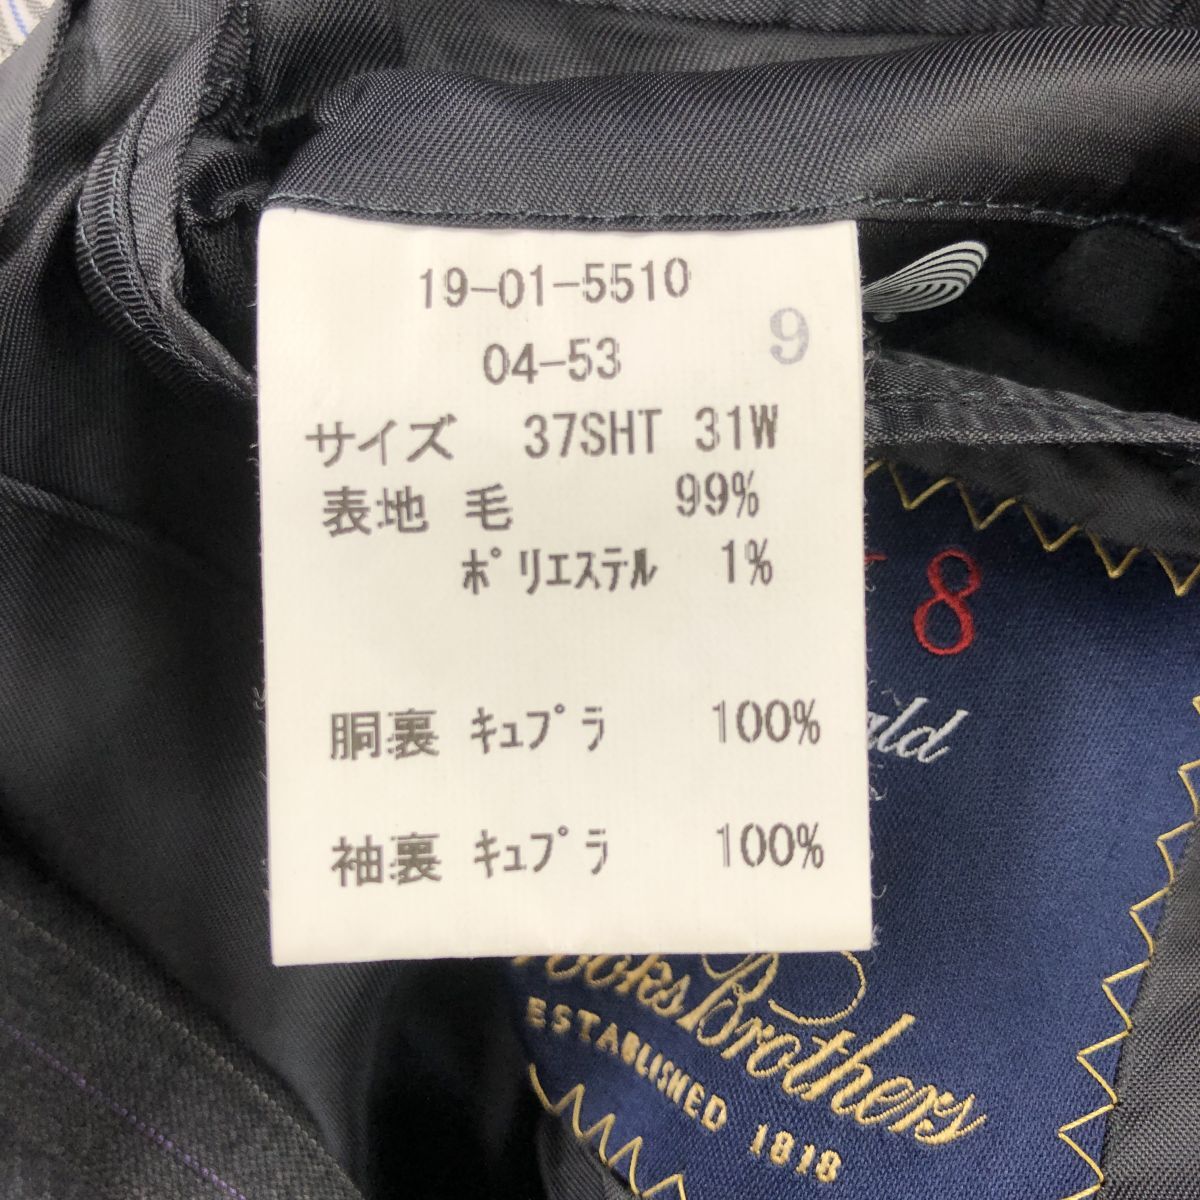 19-01-5510
9
04-53
サイズ 37SHT 31W
表地 毛 99%
ポリエステル 1%
胴裏 キュプラ 100%
袖裏 キュプラ 100%
8
Brothers
ESTABLISHED 1818